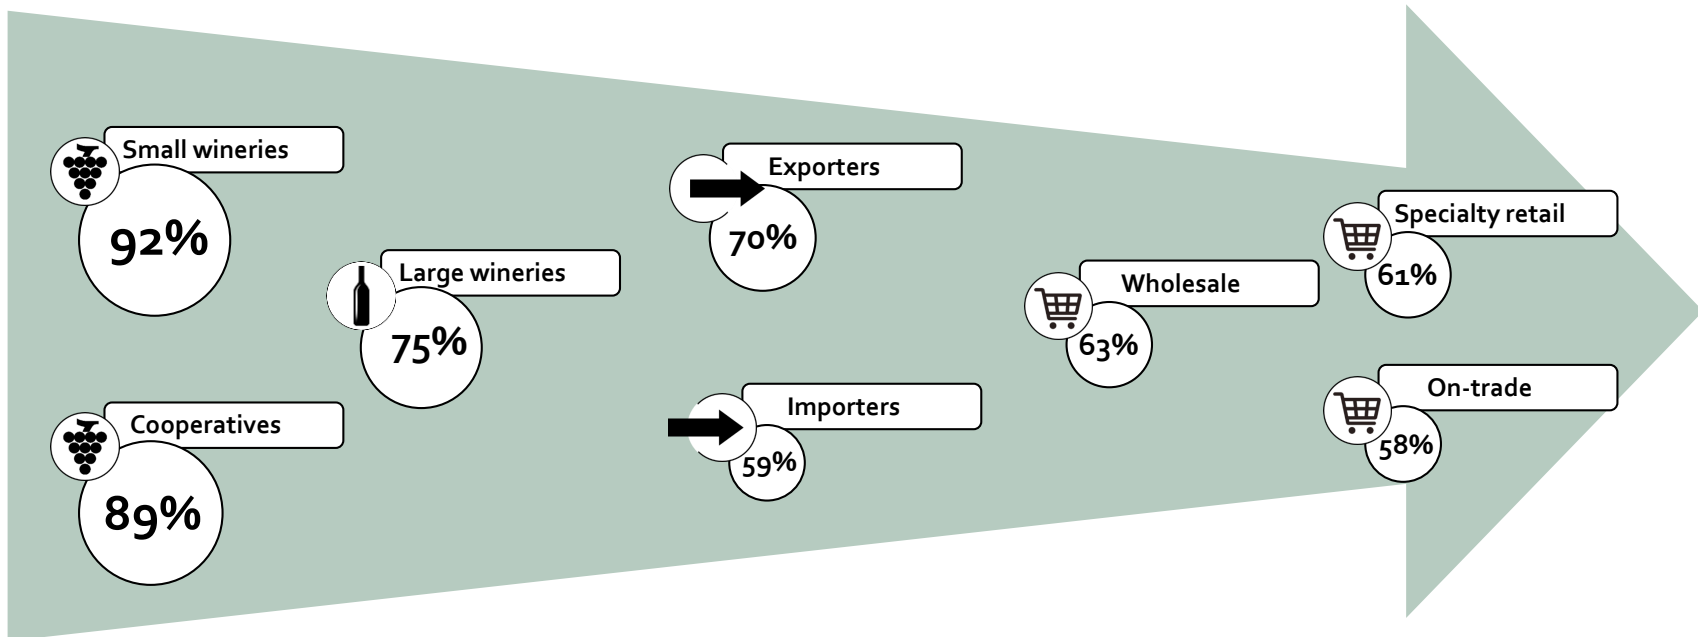 Small wineries
92%
Cooperatives
89%
Large wineries
75%
Exporters
70%
Importers
59%
Wholesale
63%
Specialty retail
61%
On-trade
58%